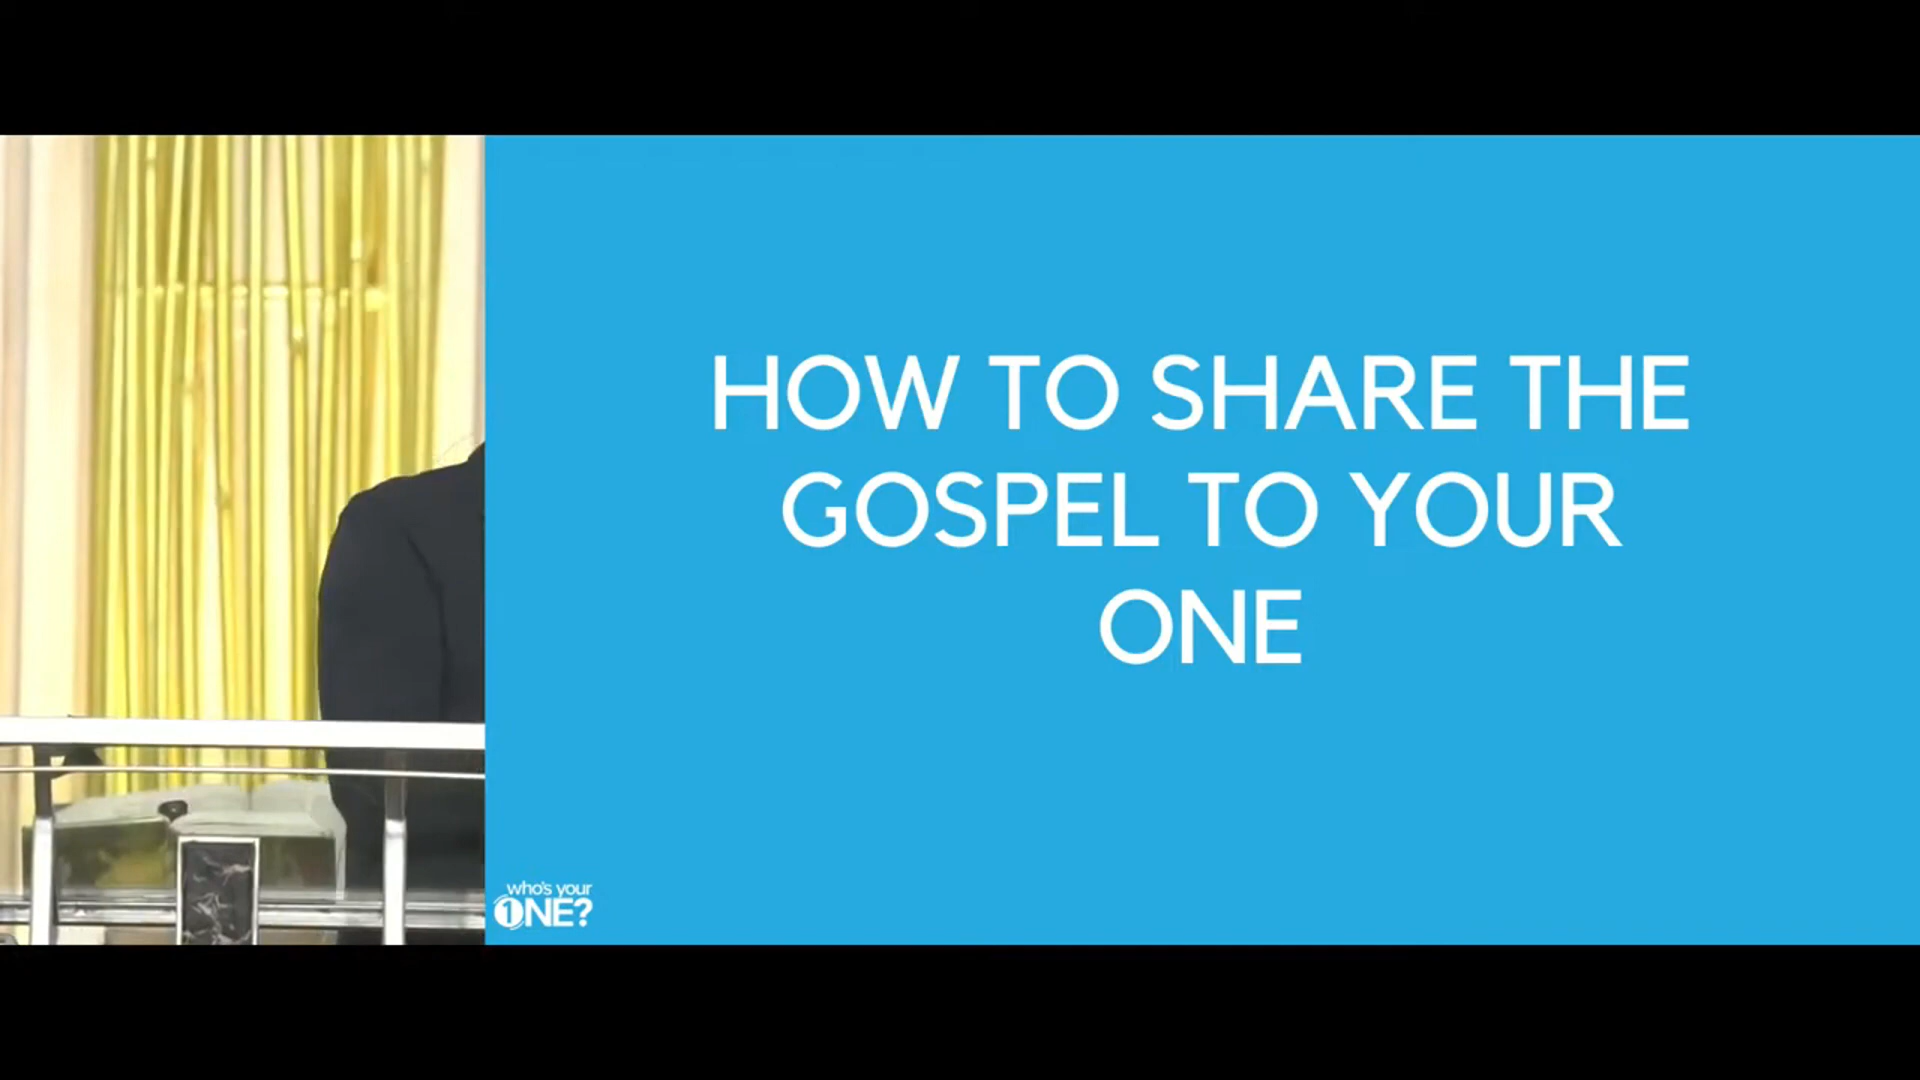 HOW TO SHARE THE
GOSPEL TO YOUR
ONE
who's your
1NE?